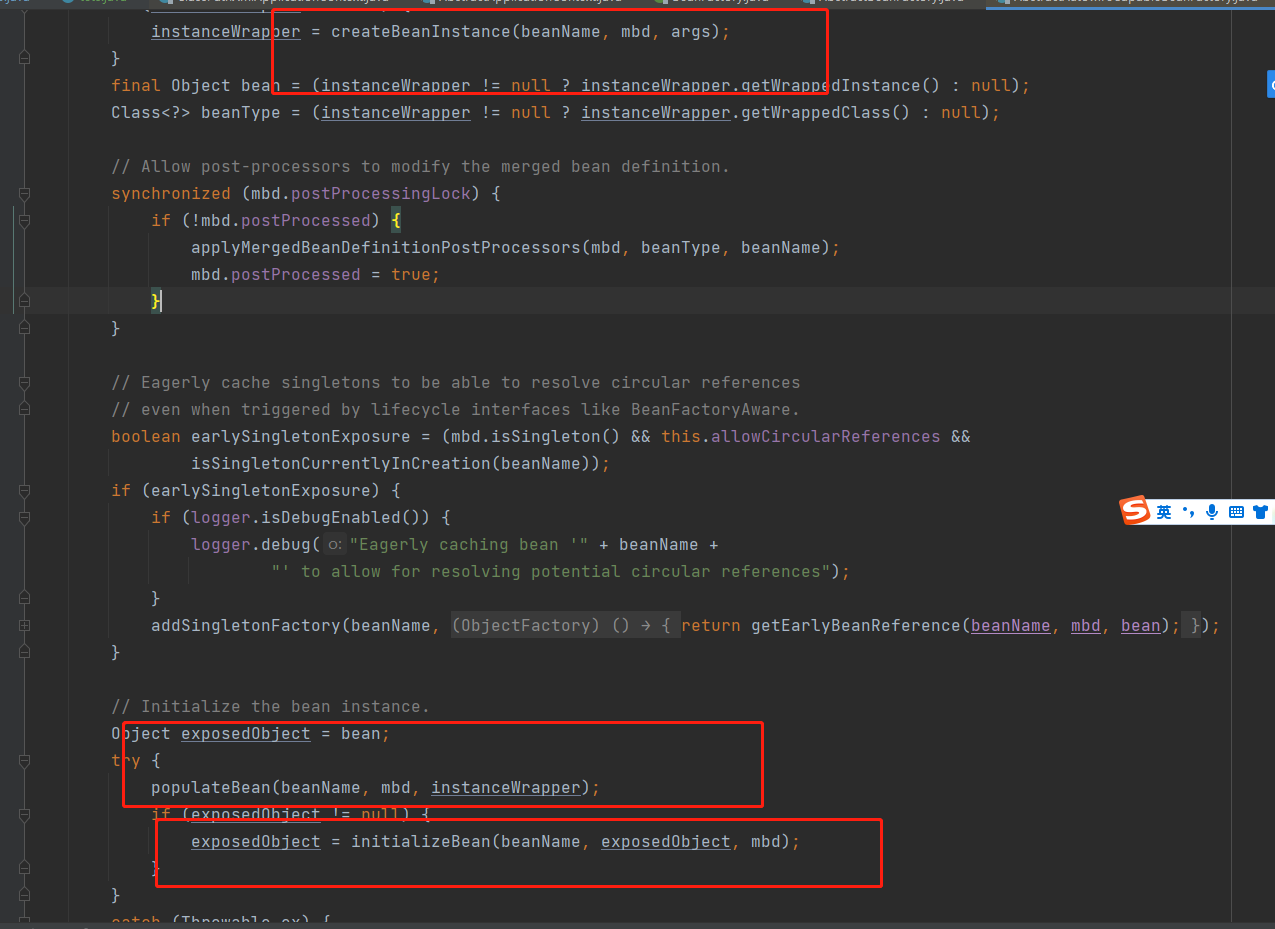 instanceWrapper = createBeanInstance(beanName, mbd, args);
}
final Object bean = (instanceWrapper != null ? instanceWrapper.getWrappedInstance() : null);
Class<?> beanType = (instanceWrapper != null ? instanceWrapper.getWrappedClass() : null);
// Allow post-processors to modify the merged bean definition.
synchronized (mbd.postProcessingLock) {
if (!mbd.postProcessed) {
applyMergedBeanDefinitionPostProcessors(mbd, beanType, beanName);
mbd.postProcessed = true;
}
}
// Eagerly cache singletons to be able to resolve circular references
// even when triggered by lifecycle interfaces like BeanFactoryAware.
boolean earlySingletonExposure = (mbd.isSingleton() && this.allowCircularReferences &&
isSingletonCurrentlyInCreation(beanName));
if (earlySingletonExposure) {
if (logger.isDebugEnabled()) {
logger.debug( o: "Eagerly caching bean '" + beanName +
"' to allow for resolving potential circular references");
}
addSingletonFactory(beanName, (ObjectFactory) () → { return getEarlyBeanReference(beanName, mbd, bean); });
}
// Initialize the bean instance.
Object exposedObject = bean;
try {
populateBean(beanName, mbd, instanceWrapper);
if (exposedObject != null) {
exposedObject = initializeBean(beanName, exposedObject, mbd);
}
}
catch (Throwable ex) {
S 英